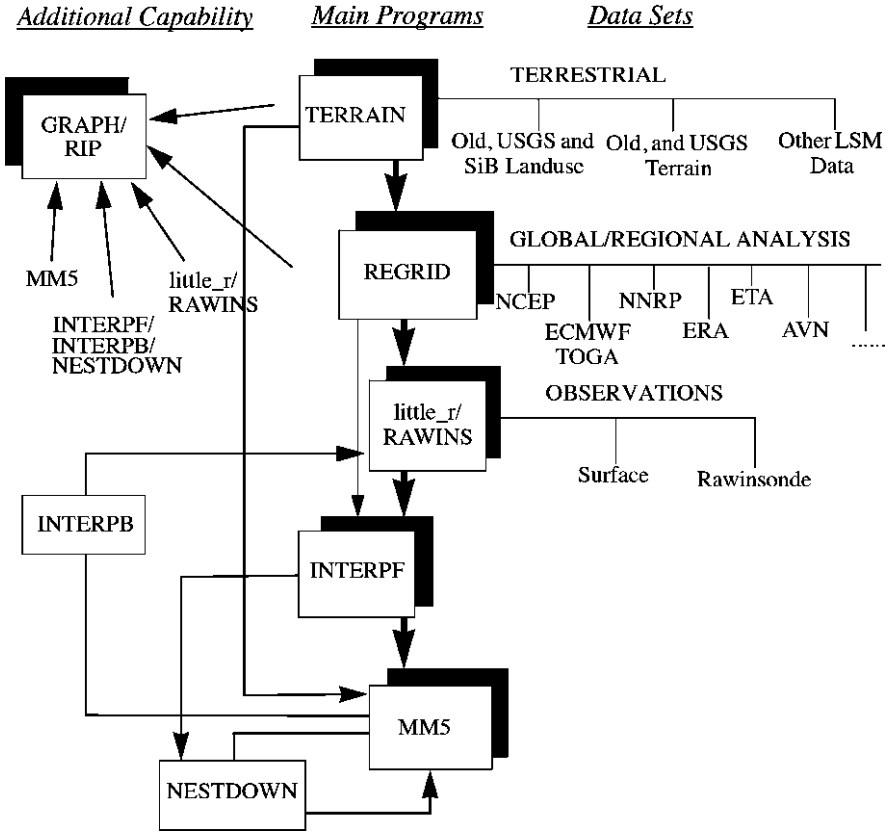 Additional Capability
Main Programs
Data Sets
TERRESTRIAL
GRAPH/
RIP
TERRAIN
Old, USGS and
SiB Landusc
Old, and USGS
Terrain
Other LSM
Data
GLOBAL/REGIONAL ANALYSIS
MM5
little_r/
RAWINS
REGRID
NCEP
NNRP
ETA
INTERPF/
INTERPB/
NESTDOWN
ECMWF
TOGA
ERA
AVN
......
OBSERVATIONS
little_r/
RAWINS
Surface
Rawinsonde
INTERPB
INTERPF
MM5
NESTDOWN